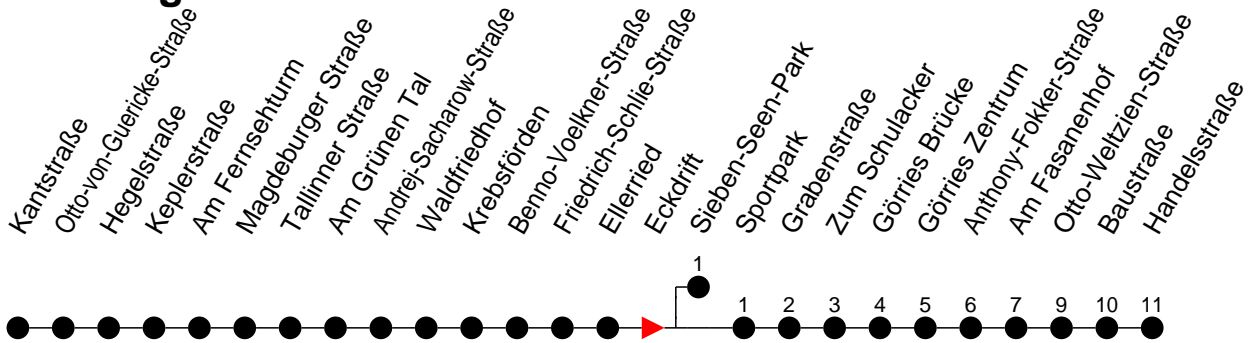 Kantstraße
Otto-von-Guericke-Straße
Hegelstraße
Keplerstraße
Am Fernsehturm
Magdeburger Straße
Tallinner Straße
Am Grünen Tal
Andrej-Sacharow-Straße
Waldfriedhof
Krebsförden
Benno-Voelkner-Straße
Friedrich-Schlie-Straße
Ellerried
Eckdrift
Sieben-Seen-Park
Sportpark
Grabenstraße
Zum Schulacker
Görries Brücke
Görries Zentrum
Anthony-Fokker-Straße
Am Fasanenhof
Otto-Weltzien-Straße
Baustraße
Handelsstraße
1
1 2 3 4 5 6 7 9 10 11